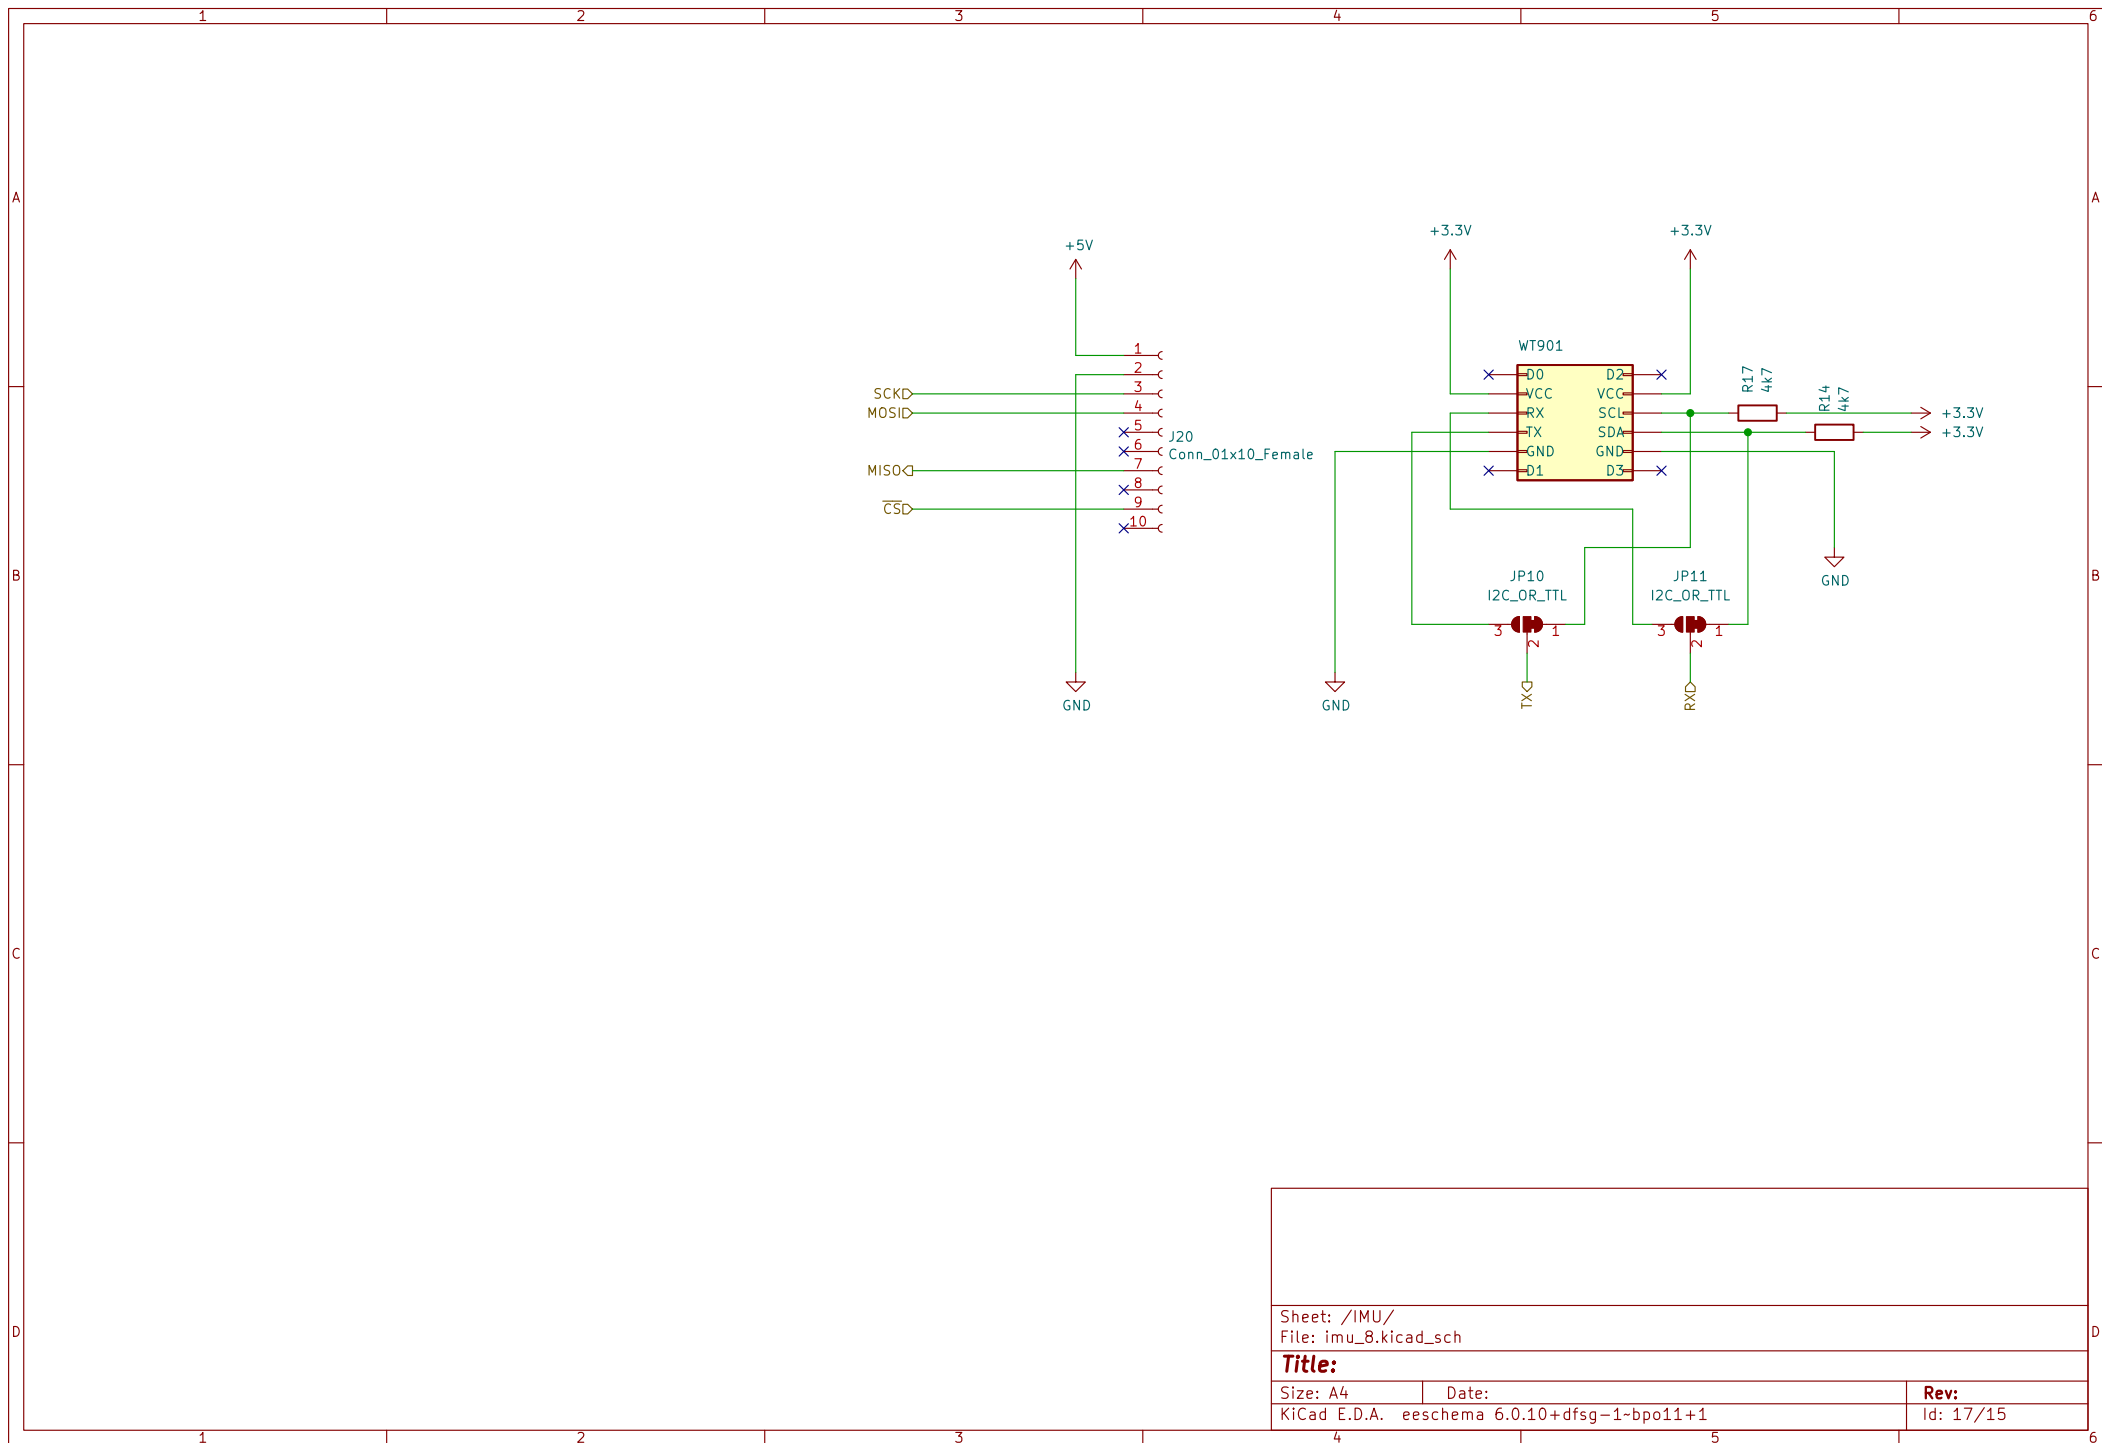 1 2 3 4 5 6
A A
+3.3V +3.3V
+5V
WT901
1
2
3
4
5
6
7
8
9
10
SCK
MOSI
MISO
CS
J20
Conn_01x10_Female
D0 D2
VCC VCC
RX SCL
TX SDA
GND GND
D1 D3
R17
4k7
R14
4k7
+3.3V
+3.3V
B B
JP10 JP11
I2C_OR_TTL I2C_OR_TTL
GND
3 1 3 1
2 2
TX RX
GND GND
C C
Sheet: /IMU/
File: imu_8.kicad_sch
D D
Title:
Size: A4 Date: Rev:
KiCad E.D.A. eeschema 6.0.10+dfsg-1~bpo11+1 Id: 17/15
1 2 3 4 5 6